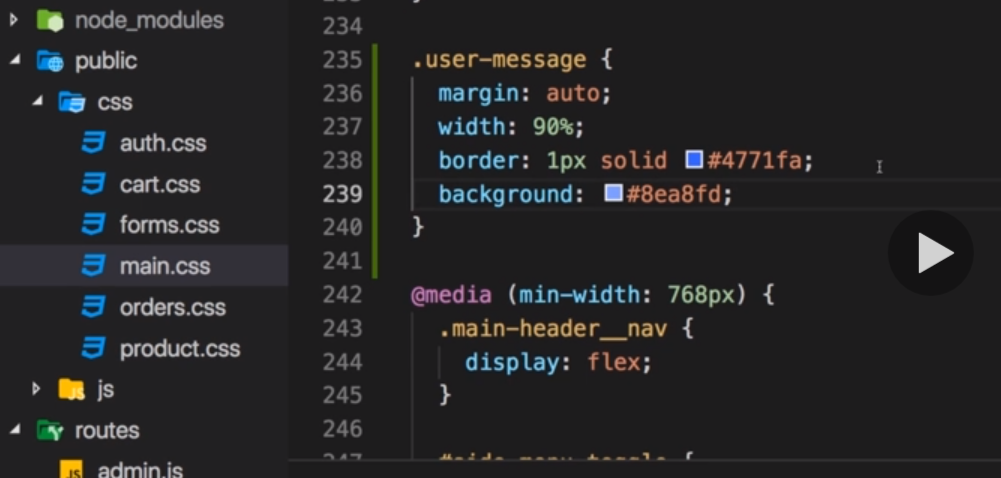 node_modules
public
css
auth.css
cart.css
forms.css
main.css
orders.css
product.css
js
routes
JS admin.js
234
235 .user-message {
236 margin: auto;
237 width: 90%;
238 border: 1px solid #4771fa;
239 background: #8ea8fd;
240 }
241
242 @media (min-width: 768px) {
243 .main-header__nav {
244 display: flex;
245 }
246